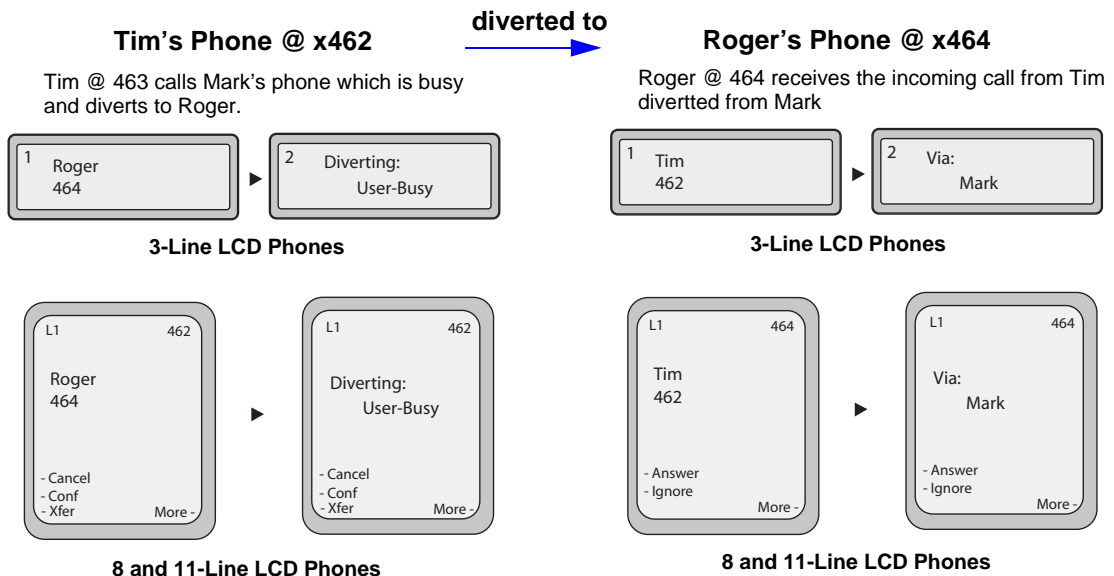 diverted to
Tim's Phone @ x462
Tim @ 463 calls Mark's phone which is busy
and diverts to Roger.
1
Roger
464
2
Diverting:
User-Busy
3-Line LCD Phones
L1 462
Roger
464
- Cancel
- Conf
- Xfer More -
L1 462
Diverting:
User-Busy
- Cancel
- Conf
- Xfer More -
8 and 11-Line LCD Phones
Roger's Phone @ x464
Roger @ 464 receives the incoming call from Tim
divertted from Mark
1
Tim
462
2
Via:
Mark
3-Line LCD Phones
L1 464
Tim
462
- Answer
- Ignore
More -
L1 464
Via:
Mark
- Answer
- Ignore
More -
8 and 11-Line LCD Phones